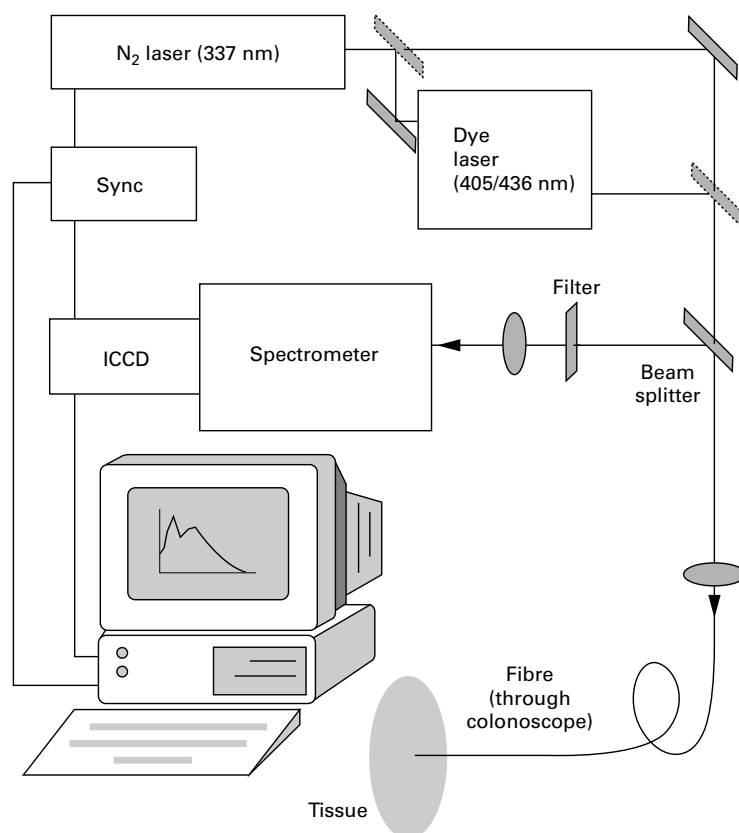 N₂ laser (337 nm)
Dye
laser
(405/436 nm)
Sync
Filter
ICCD
Spectrometer
Beam
splitter
Fibre
(through
colonoscope)
Tissue